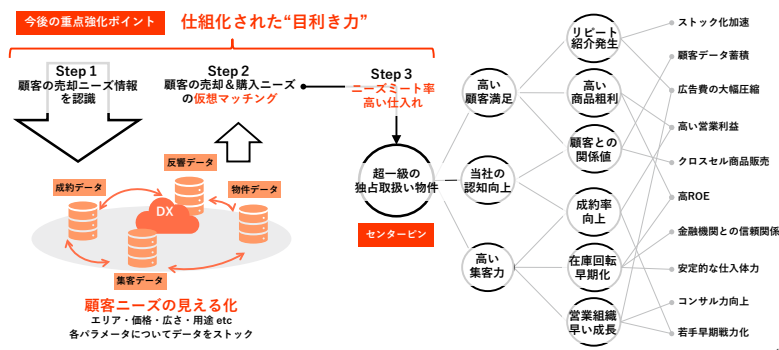 今後の重点強化ポイント
仕組化された“目利き力”
Step 1
顧客の売却ニーズ情報
を認識
Step 2
顧客の売却＆購入ニーズ
の仮想マッチング
Step 3
ニーズミート率
高い仕入れ
反響データ
成約データ
物件データ
DX
集客データ
顧客ニーズの見える化
エリア・価格・広さ・用途 etc
各パラメータについてデータをストック
超一級の
独占取扱い物件
センターピン
高い
顧客満足
当社の
認知向上
高い
集客力
リピート
紹介発生
高い
商品粗利
顧客との
関係値
成約率
向上
在庫回転
早期化
営業組織
早い成長
ストック化加速
顧客データ蓄積
広告費の大幅圧縮
高い営業利益
クロスセル商品販売
高ROE
金融機関との信頼関係
安定的な仕入体力
コンサル力向上
若手早期戦力化